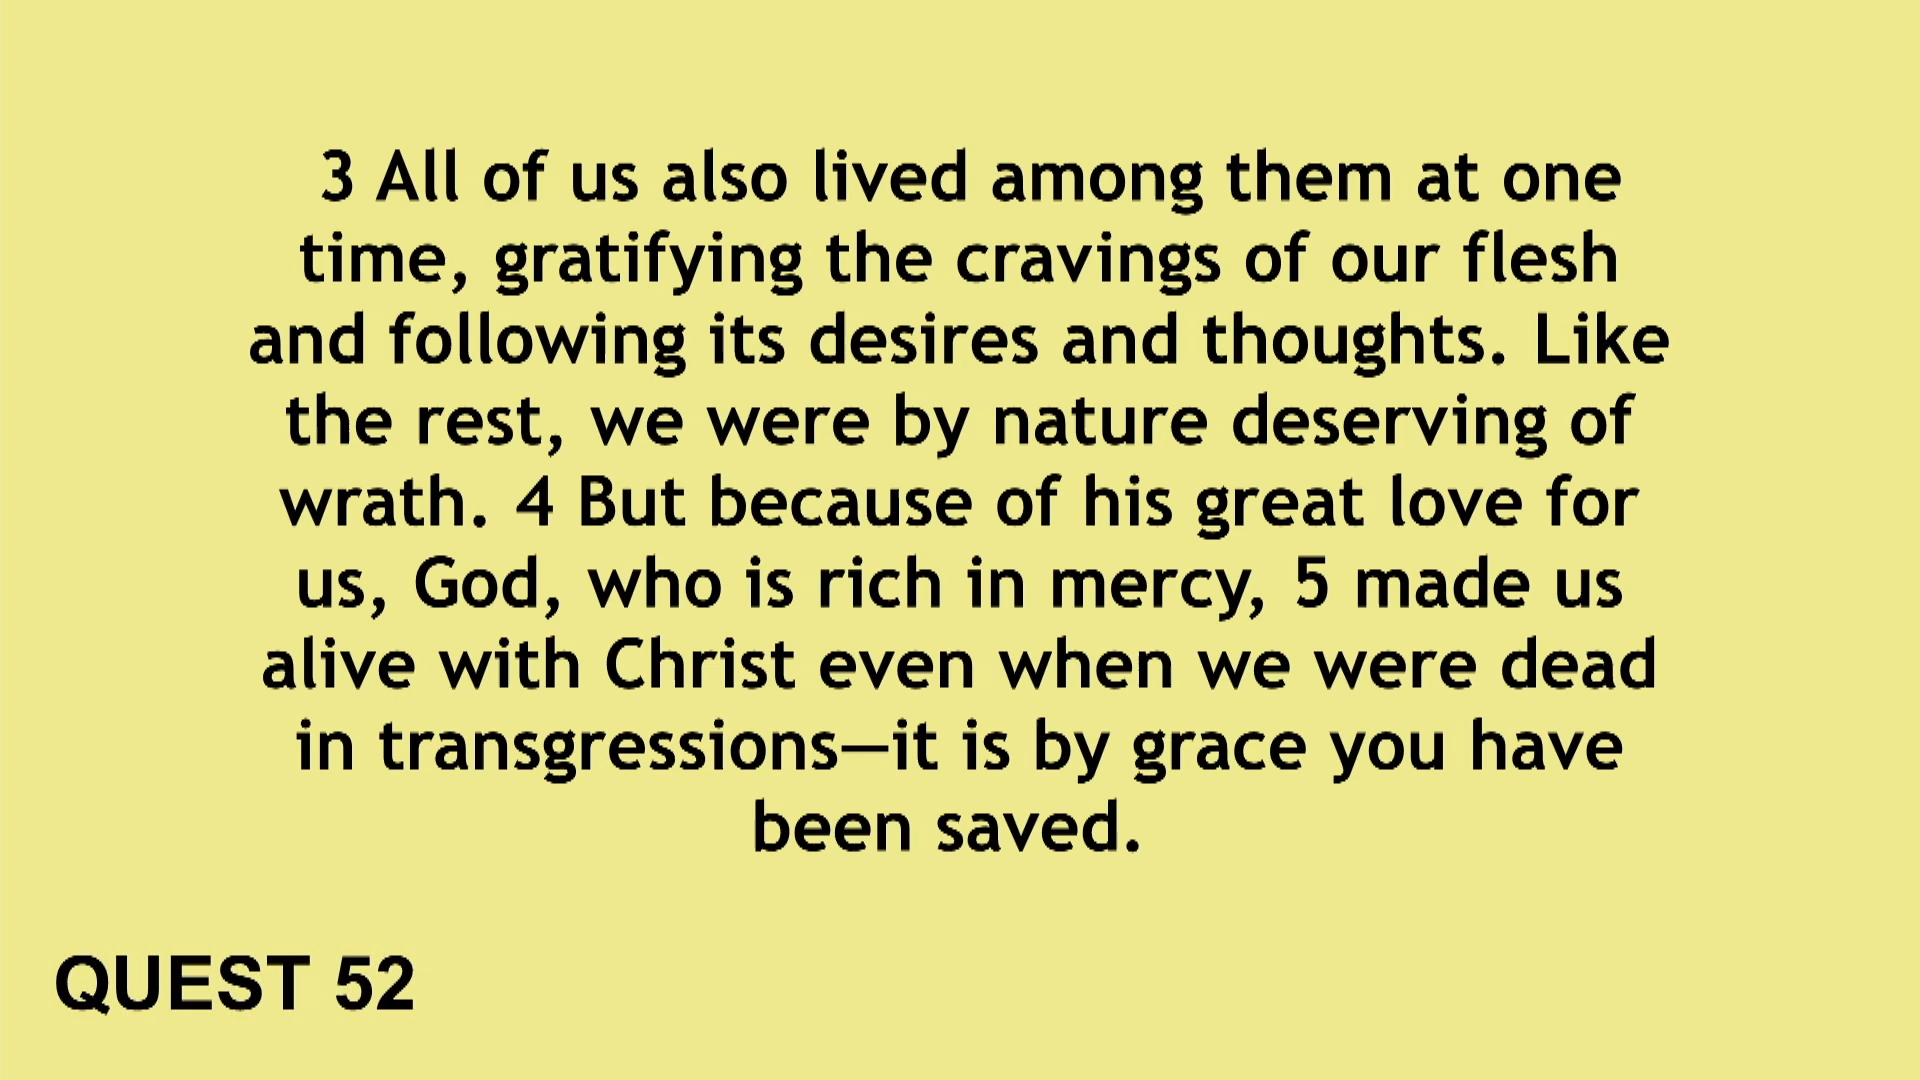 3 All of us also lived among them at one
time, gratifying the cravings of our flesh
and following its desires and thoughts. Like
the rest, we were by nature deserving of
wrath. 4 But because of his great love for
us, God, who is rich in mercy, 5 made us
alive with Christ even when we were dead
in transgressions—it is by grace you have
been saved.
QUEST 52